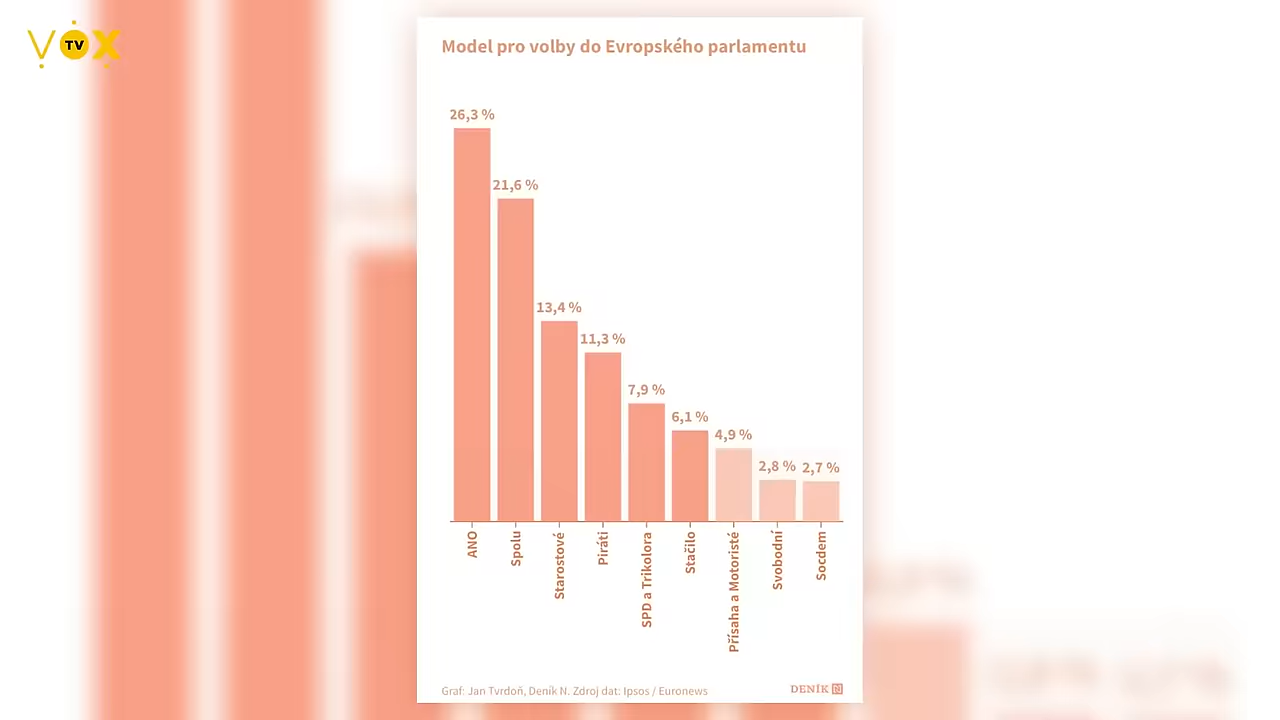 VOX TV
Model pro volby do Evropského parlamentu
26,3 %
21,6 %
13,4 %
11,3 %
7,9 %
6,1 %
4,9 %
2,8 %
2,7 %
ANO
Spolu
Starostové
Piráti
SPD a Trikolora
Stačilo
Přísaha a Motoristé
Svobodní
Socdem
Graf: Jan Tvrdoň, Deník N. Zdroj dat: Ipsos / Euronews
DENÍK N